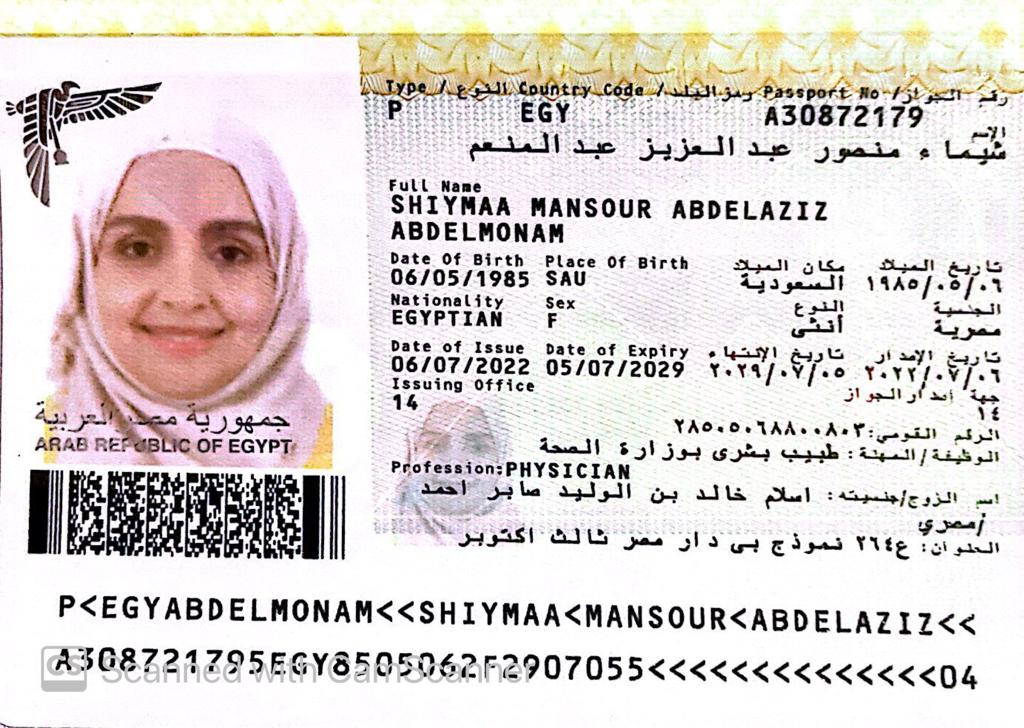 Type / النوع Country Code / رمز البلد Passport No / رقم الجواز
P EGY A30872179
الإسم
شيماء منصور عبد العزيز عبد المنعم
Full Name
SHIYMAA MANSOUR ABDELAZIZ
ABDELMONAM
Date Of Birth Place Of Birth مكان الميلاد تاريخ الميلاد
06/05/1985 SAU السعودية ١٩٨٥/٠٥/٠٦
Nationality Sex النوع الجنسية
EGYPTIAN F أنثى مصرية
Date of Issue Date of Expiry تاريخ الإنتهاء تاريخ الإصدار
06/07/2022 05/07/2029 ٢٠٢٩/٠٧/٠٥ ٢٠٢٢/٠٧/٠٦
Issuing Office جهة إصدار الجواز
14 ١٤
جمهورية مصر العربية
ARAB REPUBLIC OF EGYPT
الرقم القومي: ٢٨٥٠٥٠٦٨٨٠٠٨٠٣
الوظيفة/المهنة: طبيب بشرى بوزارة الصحة
Profession:PHYSICIAN
اسم الزوج/جنسيته: اسلام خالد بن الوليد صابر احمد
/مصري
العنوان: ع٢٦٤ نموذج بى دار مصر ثالث اكتوبر
P<EGYABDELMONAM<<SHIYMAA<MANSOUR<ABDELAZIZ<<
A308721795EGY8505062F2907055<<<<<<<<<<<<<<04
CS Scanned with CamScanner